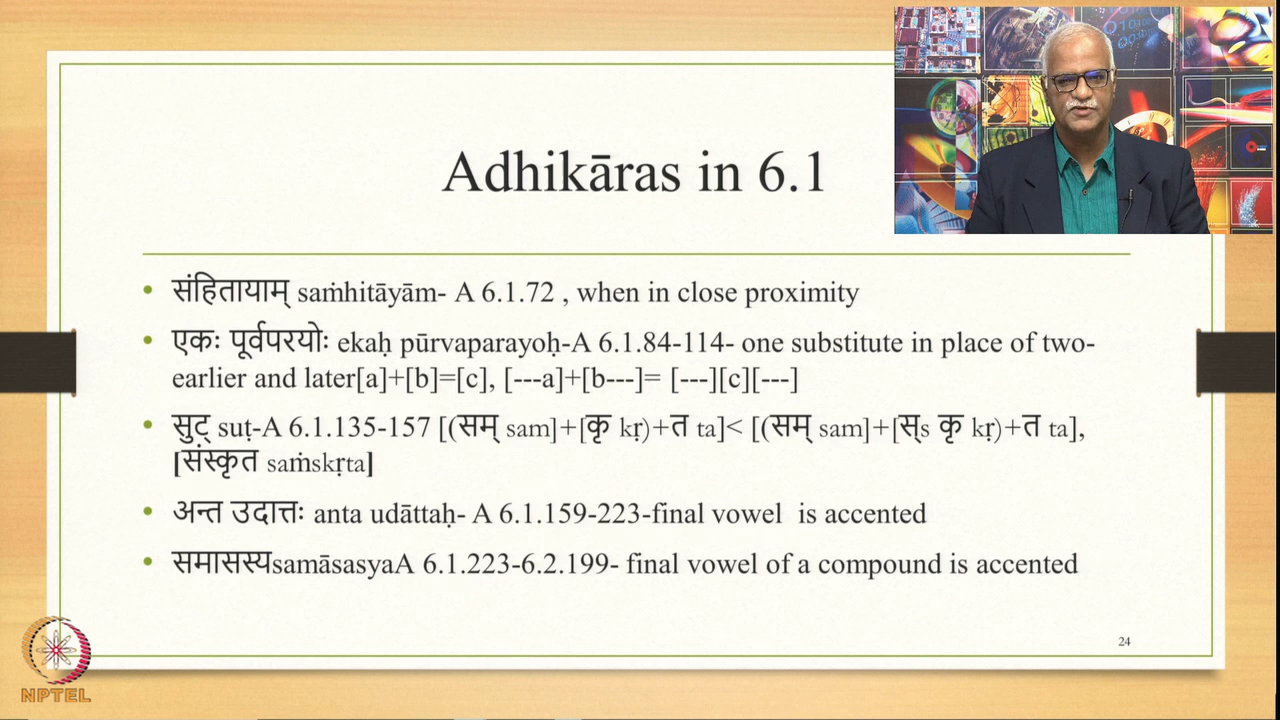 Adhikāras in 6.1
• संहितायाम् saṁhitāyām- A 6.1.72 , when in close proximity
• एकः पूर्वपरयोः ekaḥ pūrvaparayoḥ-A 6.1.84-114- one substitute in place of two-
earlier and later[a]+[b]=[c], [---a]+[b---]= [---][c][---]
• सुट् suṭ-A 6.1.135-157 [(सम् sam]+[कृ kṛ)+त ta]< [(सम् sam]+[स्s कृ kṛ)+त ta],
[संस्कृत saṁskṛta]
• अन्त उदात्तः anta udāttaḥ- A 6.1.159-223-final vowel  is accented
• समासस्यsamāsasyaA 6.1.223-6.2.199- final vowel of a compound is accented
24
NPTEL